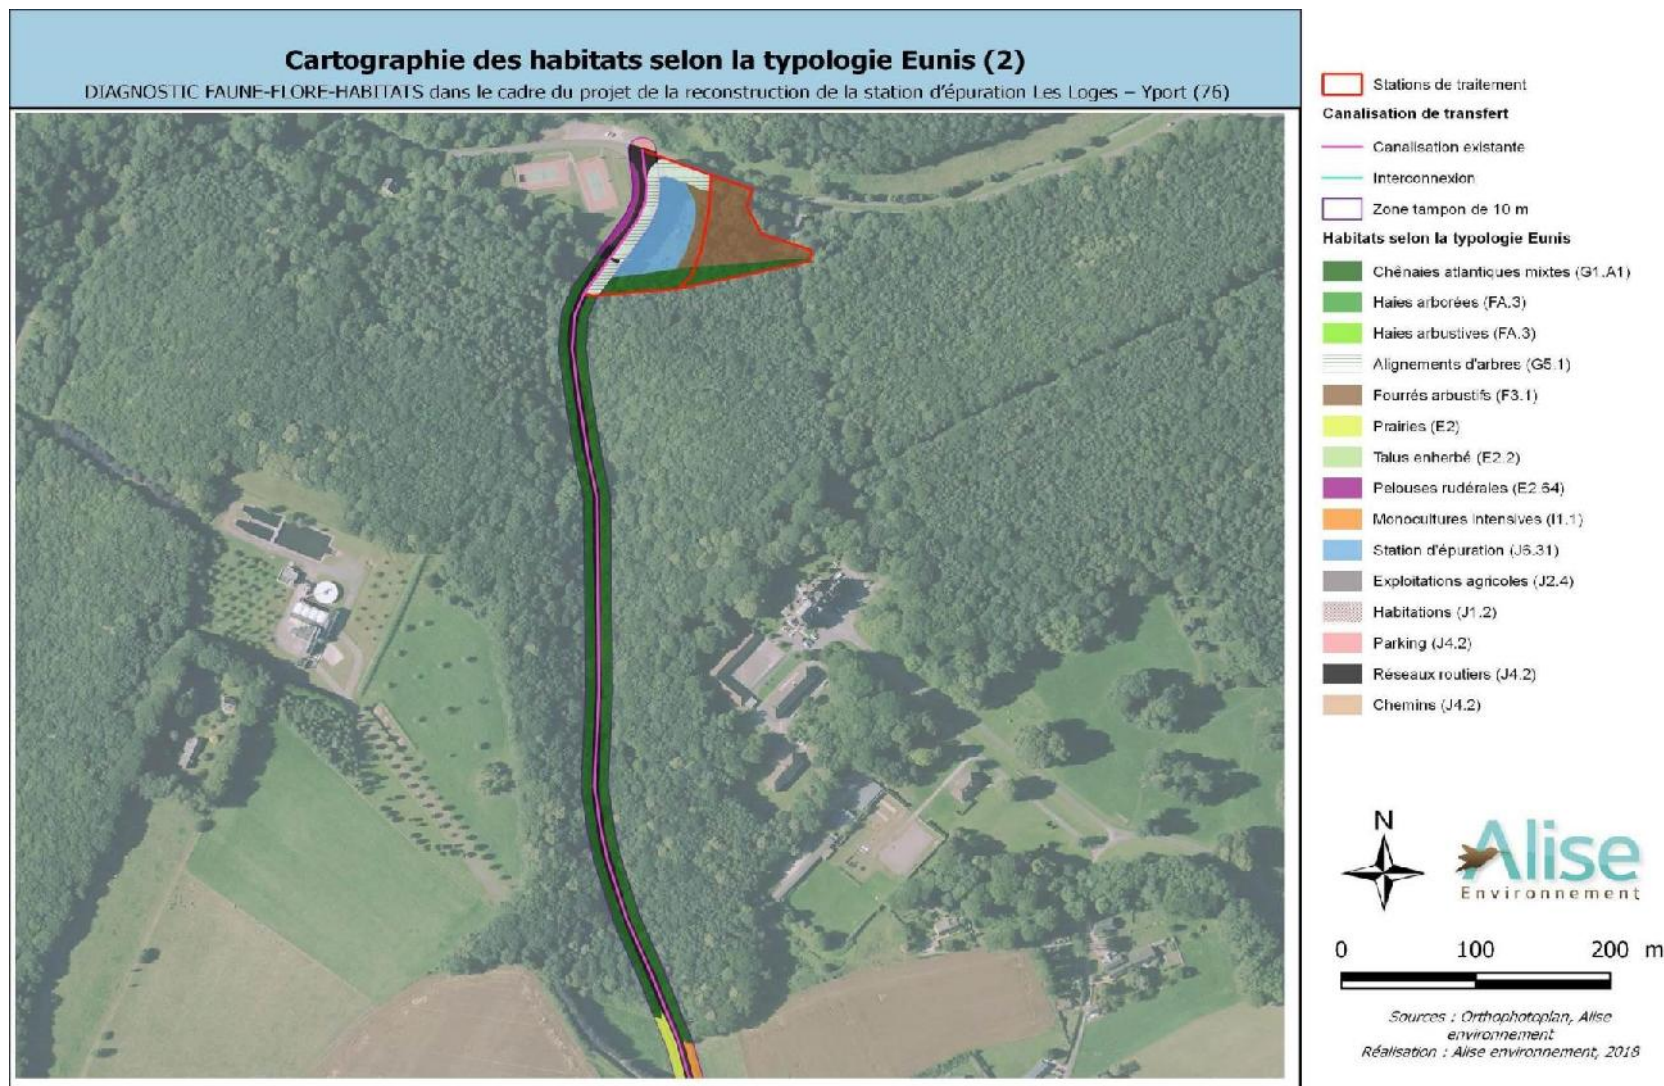 Cartographie des habitats selon la typologie Eunis (2)
DIAGNOSTIC FAUNE-FLORE-HABITATS dans le cadre du projet de la reconstruction de la station d'épuration Les Loges – Yport (76)
Stations de traitement
Canalisation de transfert
Canalisation existante
Interconnexion
Zone tampon de 10 m
Habitats selon la typologie Eunis
Chênaies atlantiques mixtes (G1.A1)
Haies arborées (FA.3)
Haies arbustives (FA.3)
Alignements d'arbres (G5.1)
Fourrés arbustifs (F3.1)
Prairies (E2)
Talus enherbé (E2.2)
Pelouses rudérales (E2.64)
Monocultures intensives (I1.1)
Station d'épuration (J6.31)
Exploitations agricoles (J2.4)
Habitations (J1.2)
Parking (J4.2)
Réseaux routiers (J4.2)
Chemins (J4.2)
N
Alise
Environnement
0 100 200 m
Sources : Orthophotoplan, Alise
environnement
Réalisation : Alise environnement, 2018